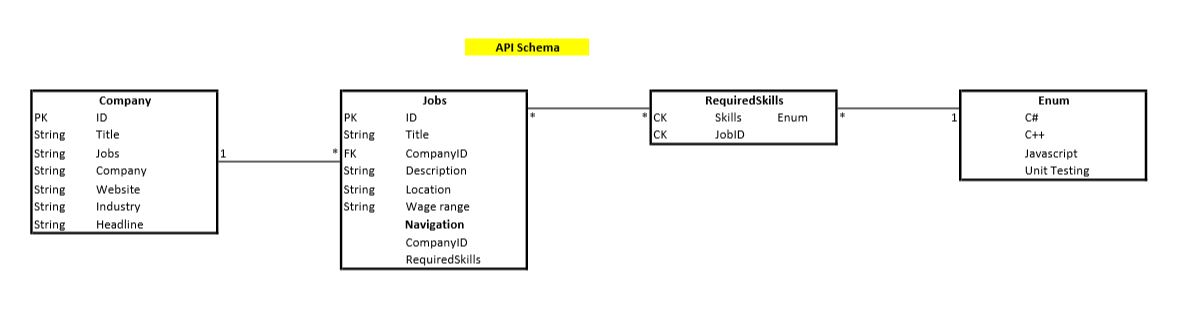 API Schema
Company
PK ID
String Title
String Jobs
String Company
String Website
String Industry
String Headline
1 *
Jobs
PK ID
String Title
FK CompanyID
String Description
String Location
String Wage range
Navigation
CompanyID
RequiredSkills
* *
RequiredSkills
CK Skills Enum
CK JobID
* 1
Enum
C#
C++
Javascript
Unit Testing